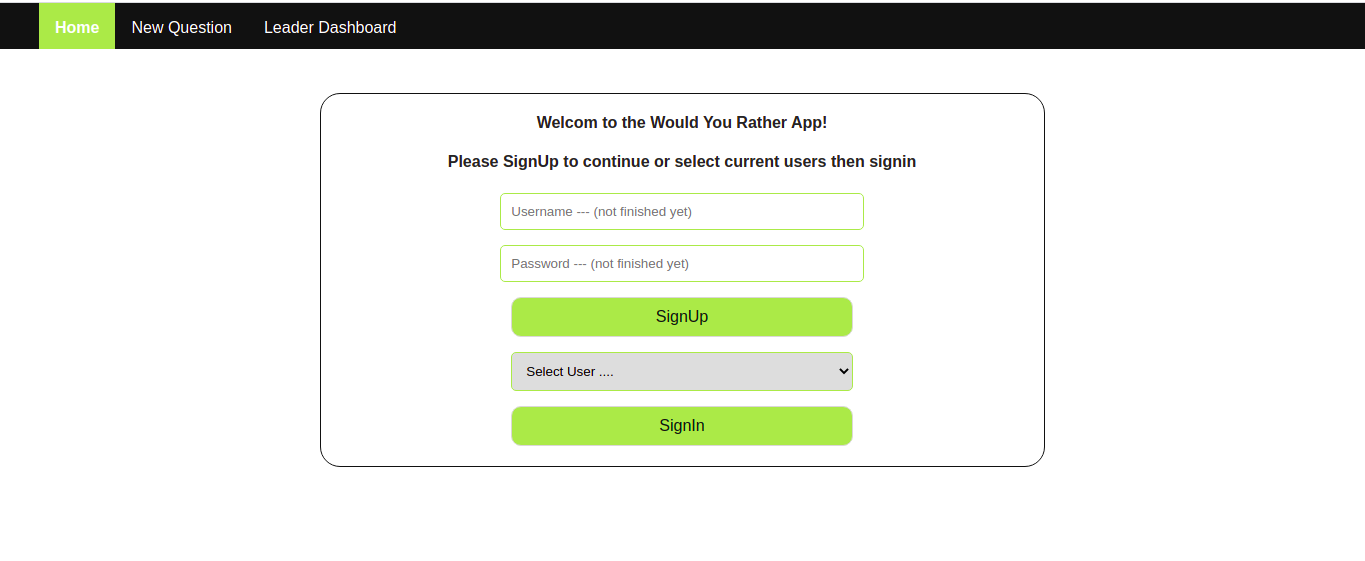 Home New Question Leader Dashboard
Welcom to the Would You Rather App!
Please SignUp to continue or select current users then signin
Username --- (not finished yet)
Password --- (not finished yet)
SignUp
Select User ....
SignIn